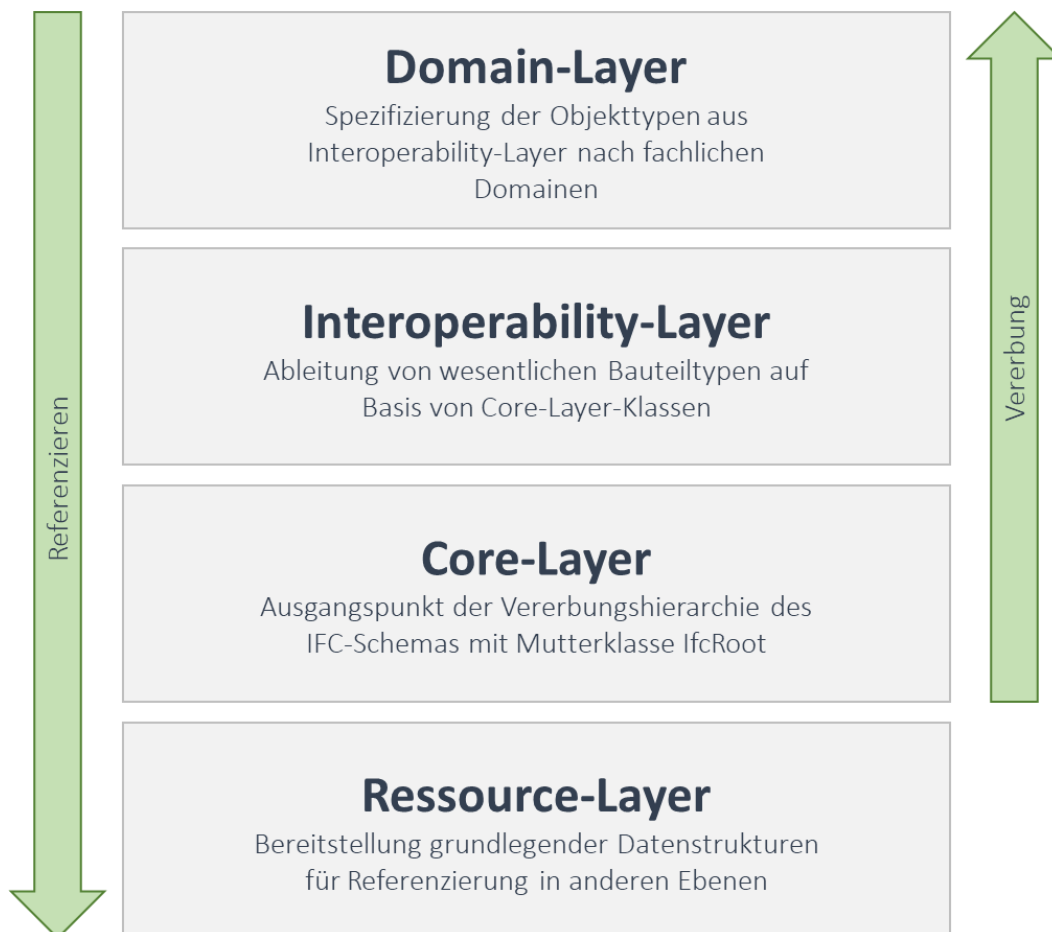 Domain-Layer
Spezifizierung der Objekttypen aus
Interoperability-Layer nach fachlichen
Domainen
Interoperability-Layer
Ableitung von wesentlichen Bauteiltypen auf
Basis von Core-Layer-Klassen
Core-Layer
Ausgangspunkt der Vererbungshierarchie des
IFC-Schemas mit Mutterklasse IfcRoot
Ressource-Layer
Bereitstellung grundlegender Datenstrukturen
für Referenzierung in anderen Ebenen
Referenzieren
Vererbung